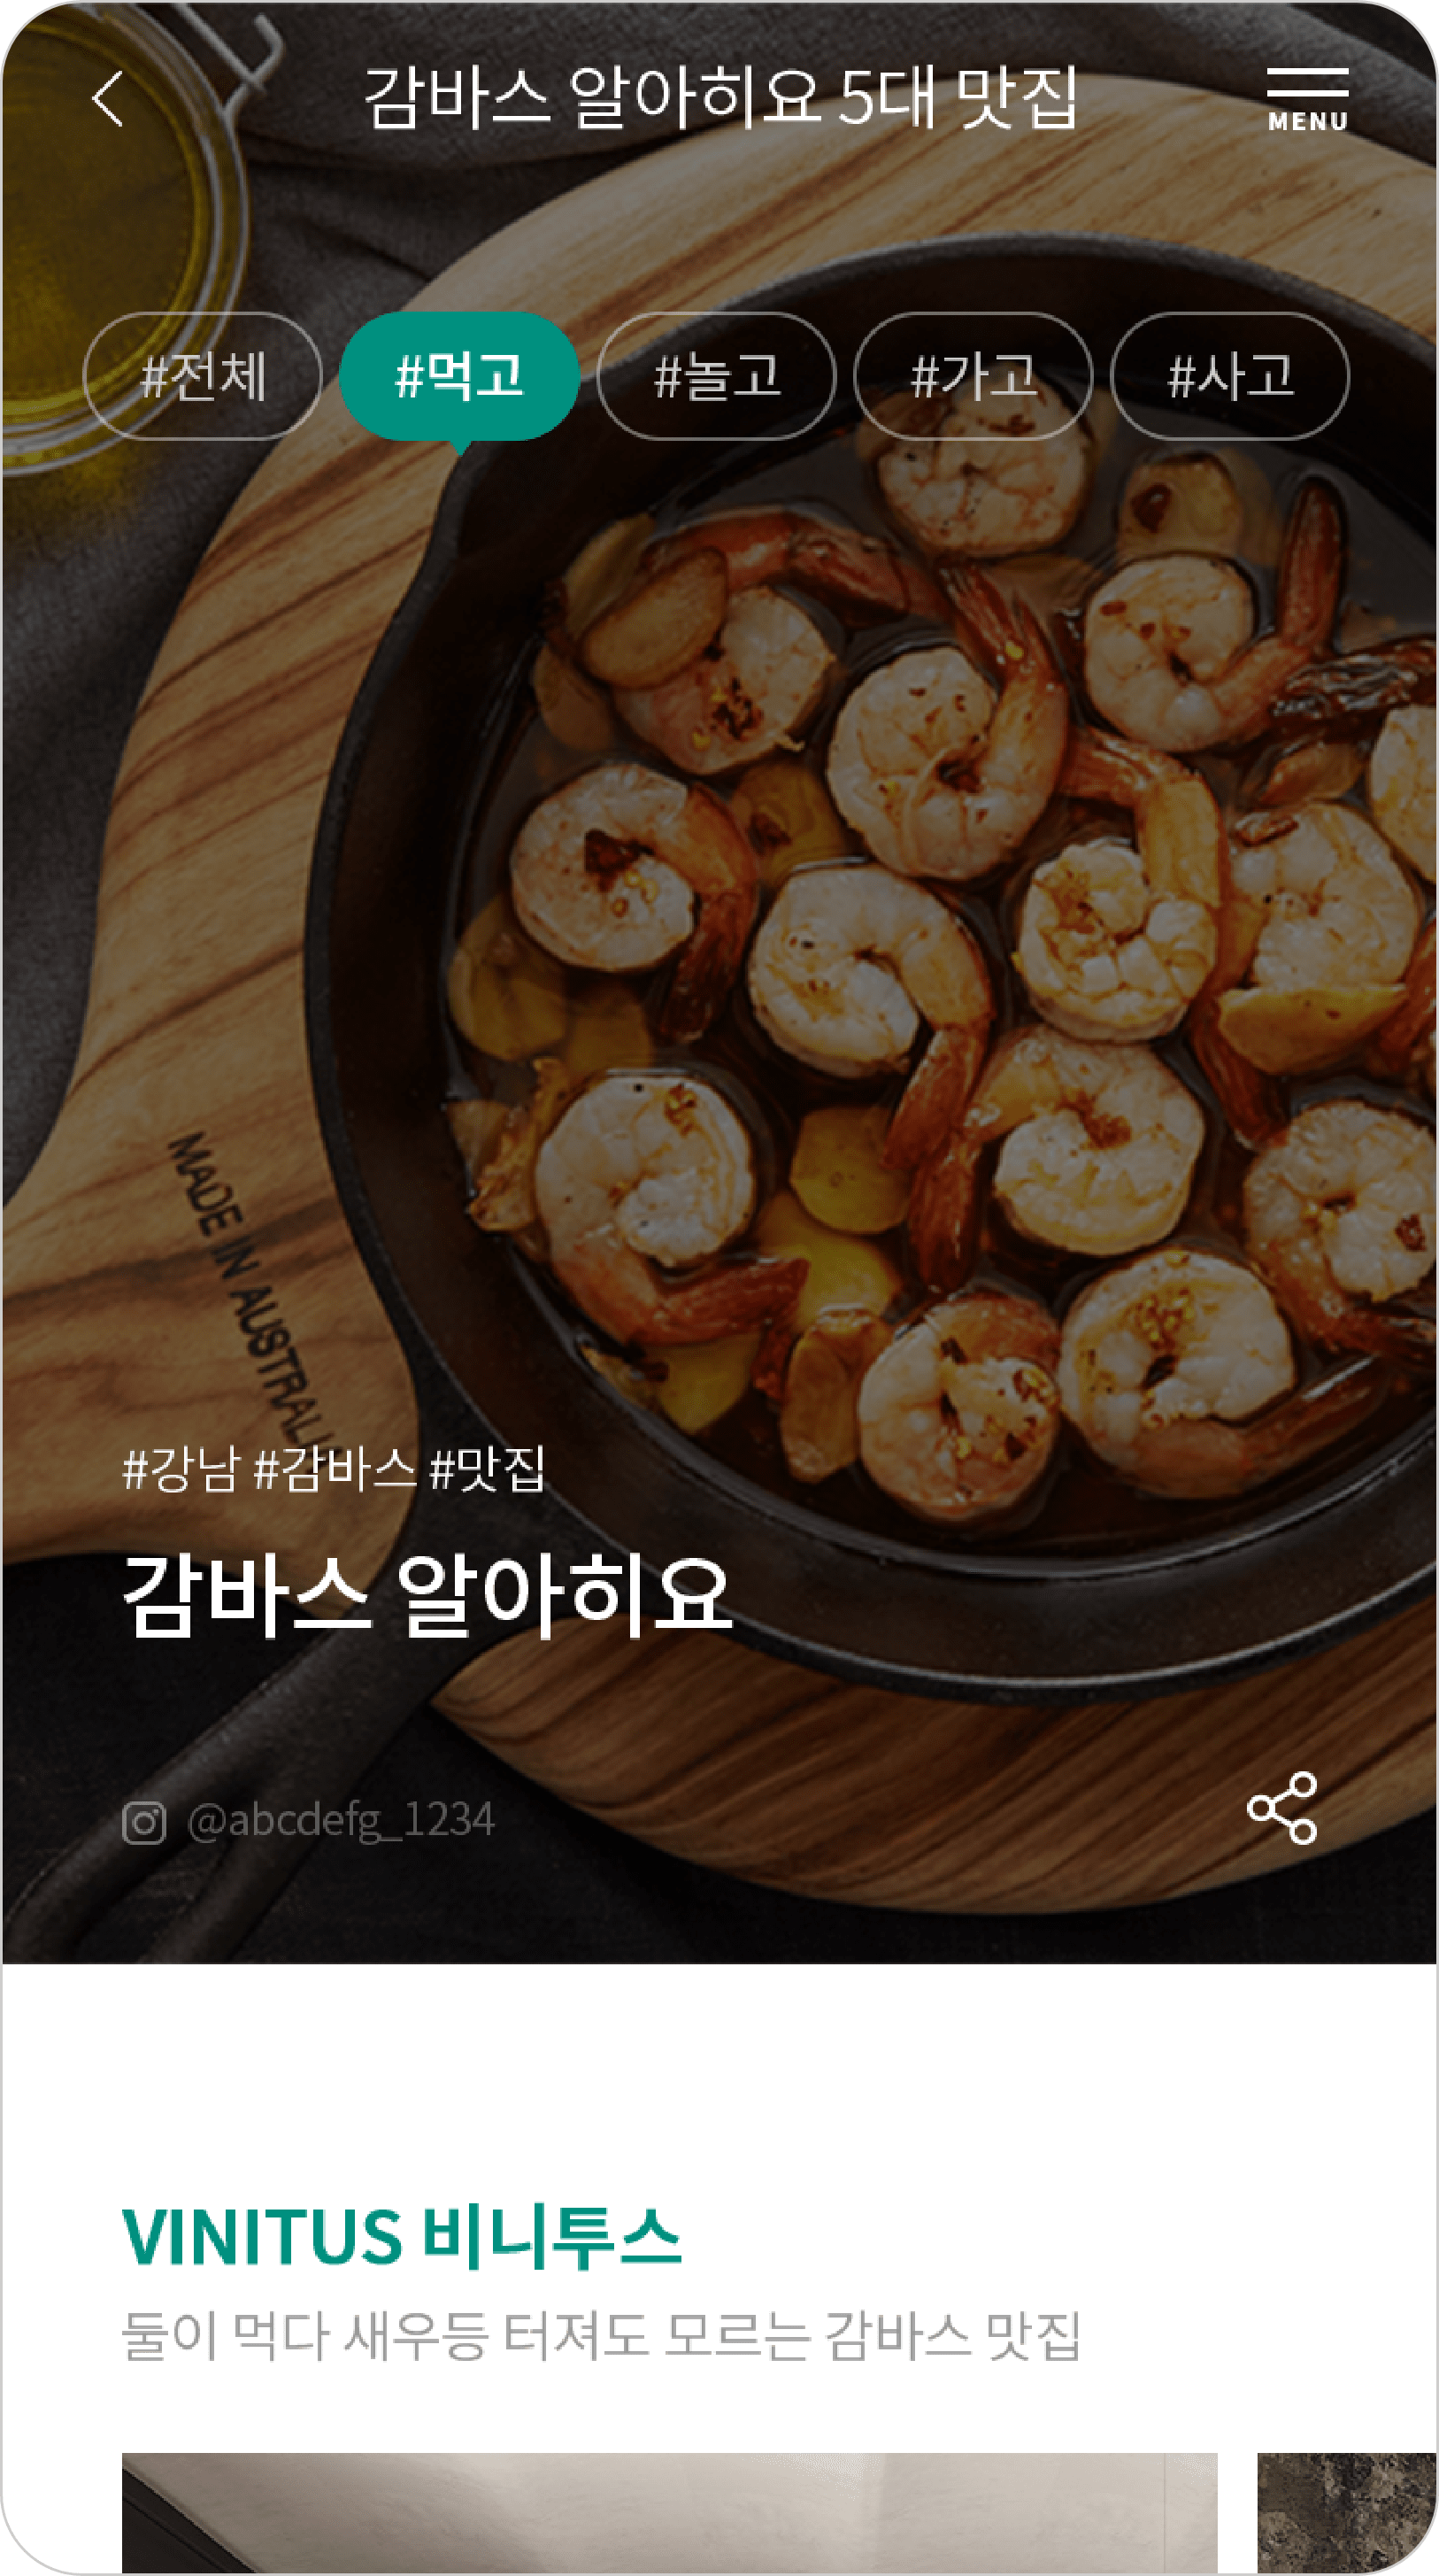 감바스 알아히요 5대 맛집
MENU
#전체 #먹고 #놀고 #가고 #사고
MADE IN AUSTRALI
#강남 #감바스 #맛집
감바스 알아히요
@abcdefg_1234
VINITUS 비니투스
둘이 먹다 새우등 터져도 모르는 감바스 맛집